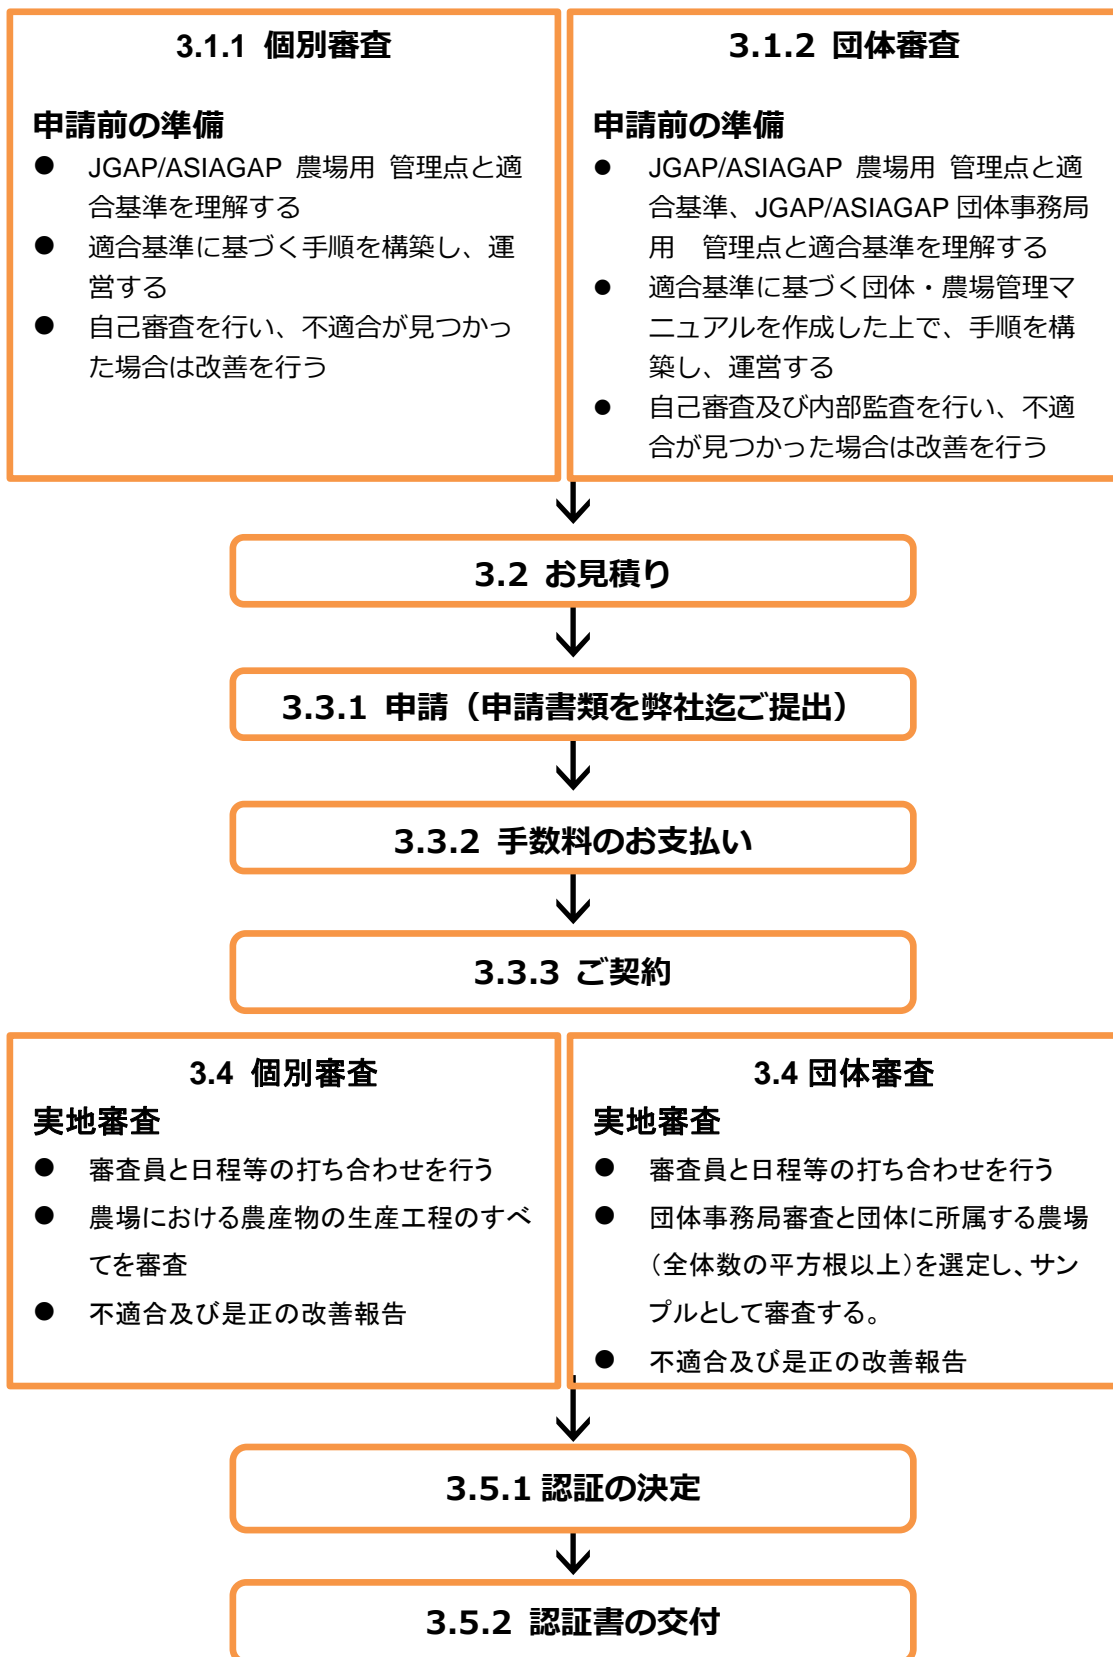 3.1.1 個別審査
申請前の準備
● JGAP/ASIAGAP 農場用 管理点と適
合基準を理解する
● 適合基準に基づく手順を構築し、運
営する
● 自己審査を行い、不適合が見つかっ
た場合は改善を行う
3.1.2 団体審査
申請前の準備
● JGAP/ASIAGAP 農場用 管理点と適
合基準、JGAP/ASIAGAP 団体事務局
用　管理点と適合基準を理解する
● 適合基準に基づく団体・農場管理マ
ニュアルを作成した上で、手順を構
築し、運営する
● 自己審査及び内部監査を行い、不適
合が見つかった場合は改善を行う
3.2 お見積り
3.3.1 申請（申請書類を弊社迄ご提出）
3.3.2 手数料のお支払い
3.3.3 ご契約
3.4 個別審査
実地審査
● 審査員と日程等の打ち合わせを行う
● 農場における農産物の生産工程のすべ
てを審査
● 不適合及び是正の改善報告
3.4 団体審査
実地審査
● 審査員と日程等の打ち合わせを行う
● 団体事務局審査と団体に所属する農場
（全体数の平方根以上）を選定し、サン
プルとして審査する。
● 不適合及び是正の改善報告
3.5.1 認証の決定
3.5.2 認証書の交付